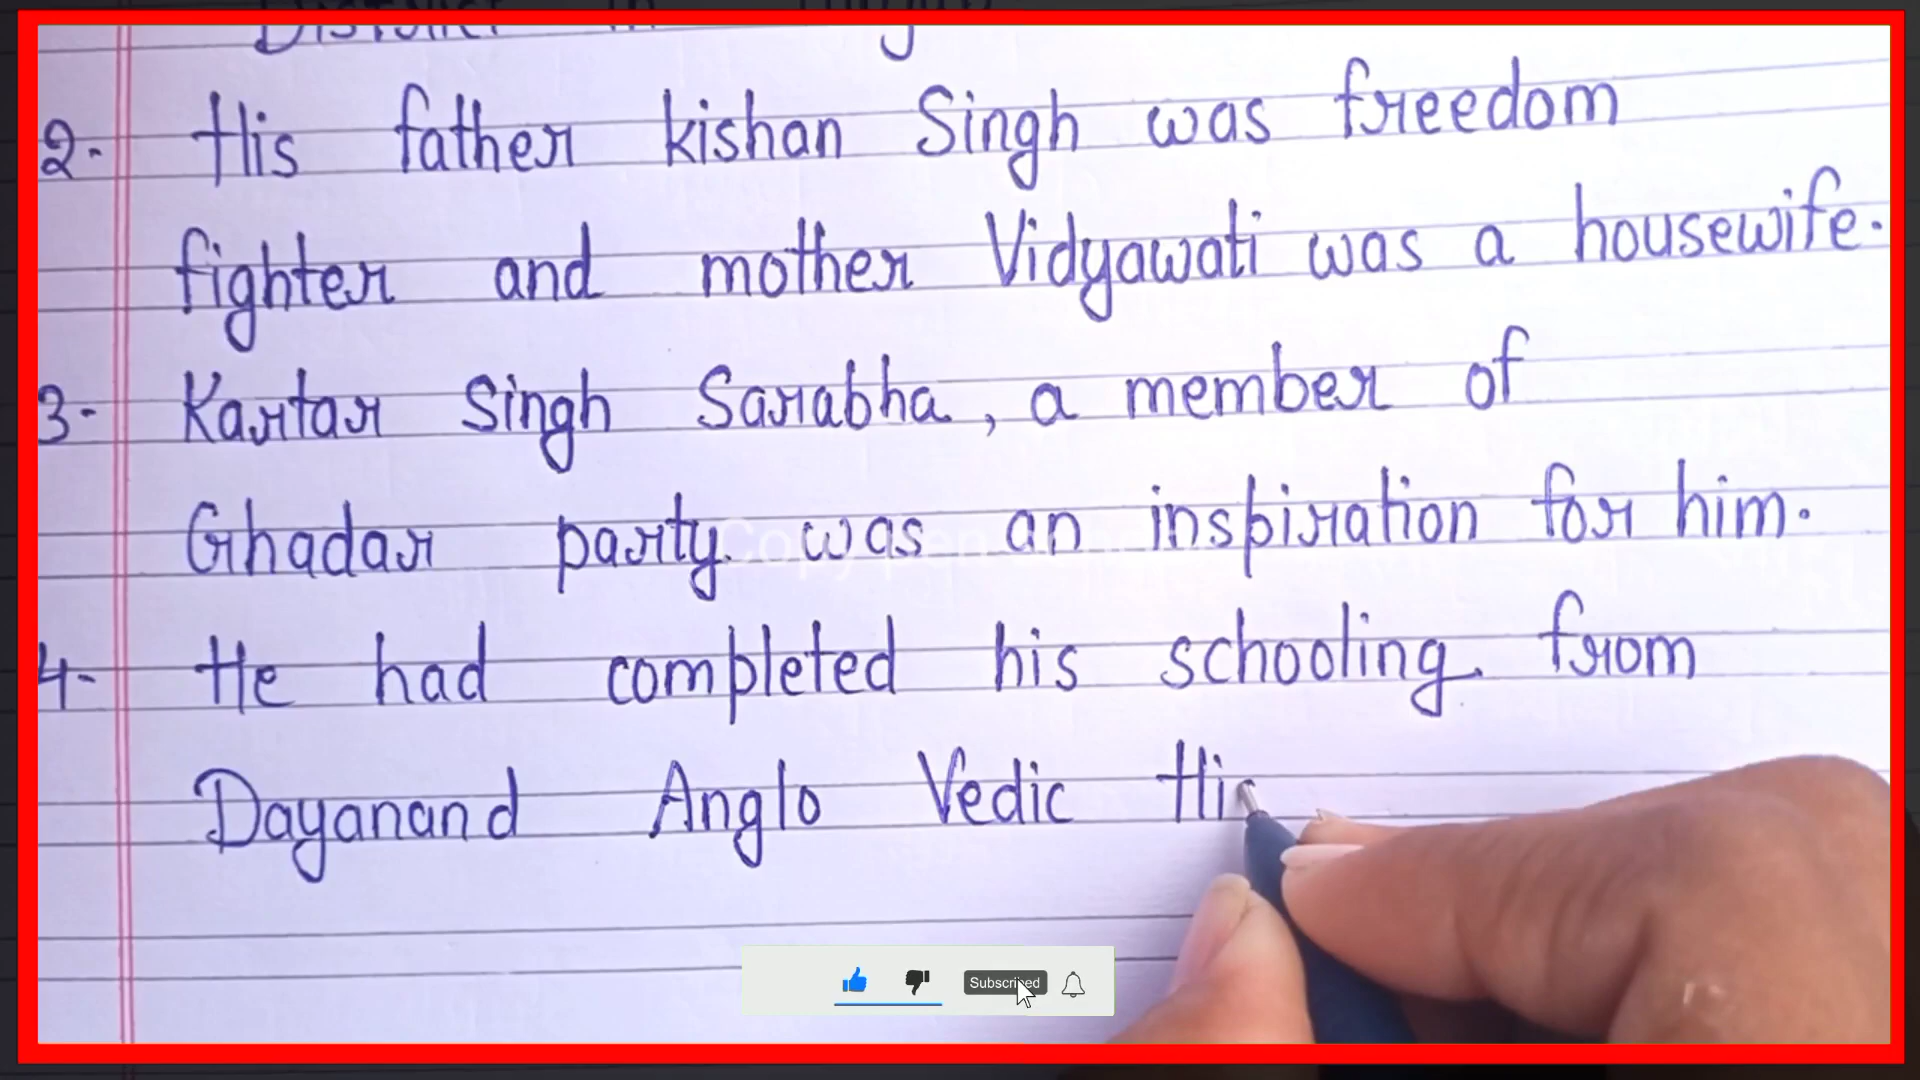 2- His father kishan Singh was freedom
fighter and mother Vidyawati was a housewife.
3- Kartar Singh Sarabha, a member of
Ghadar party was an inspiration for him.
4- He had completed his schooling from
Dayanand Anglo Vedic
Subscribed